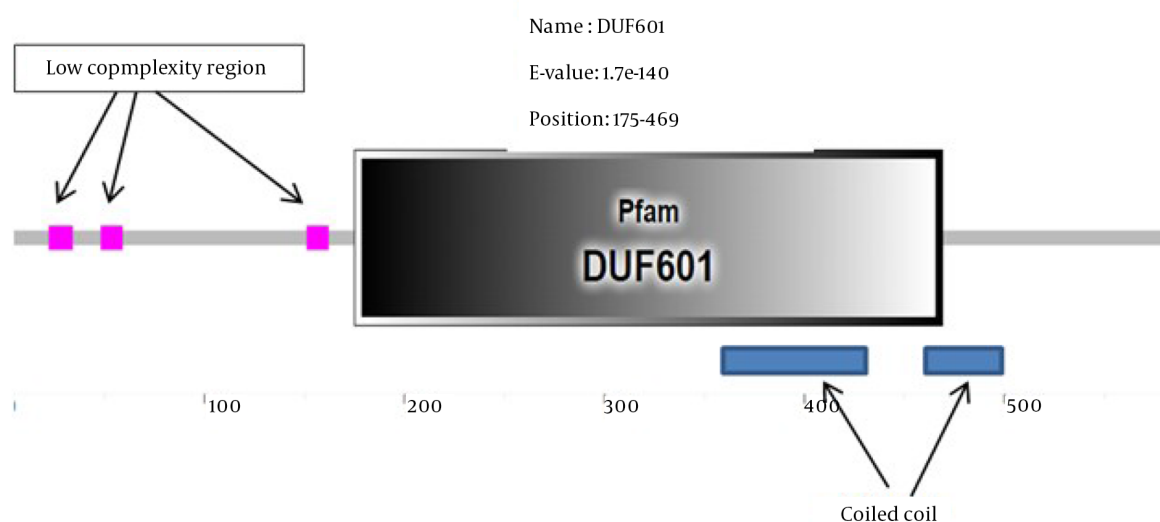 Name : DUF601
Low copmplexity region
E-value: 1.7e-140
Position: 175-469
Pfam
DUF601
100 200 300 400 500
Coiled coil